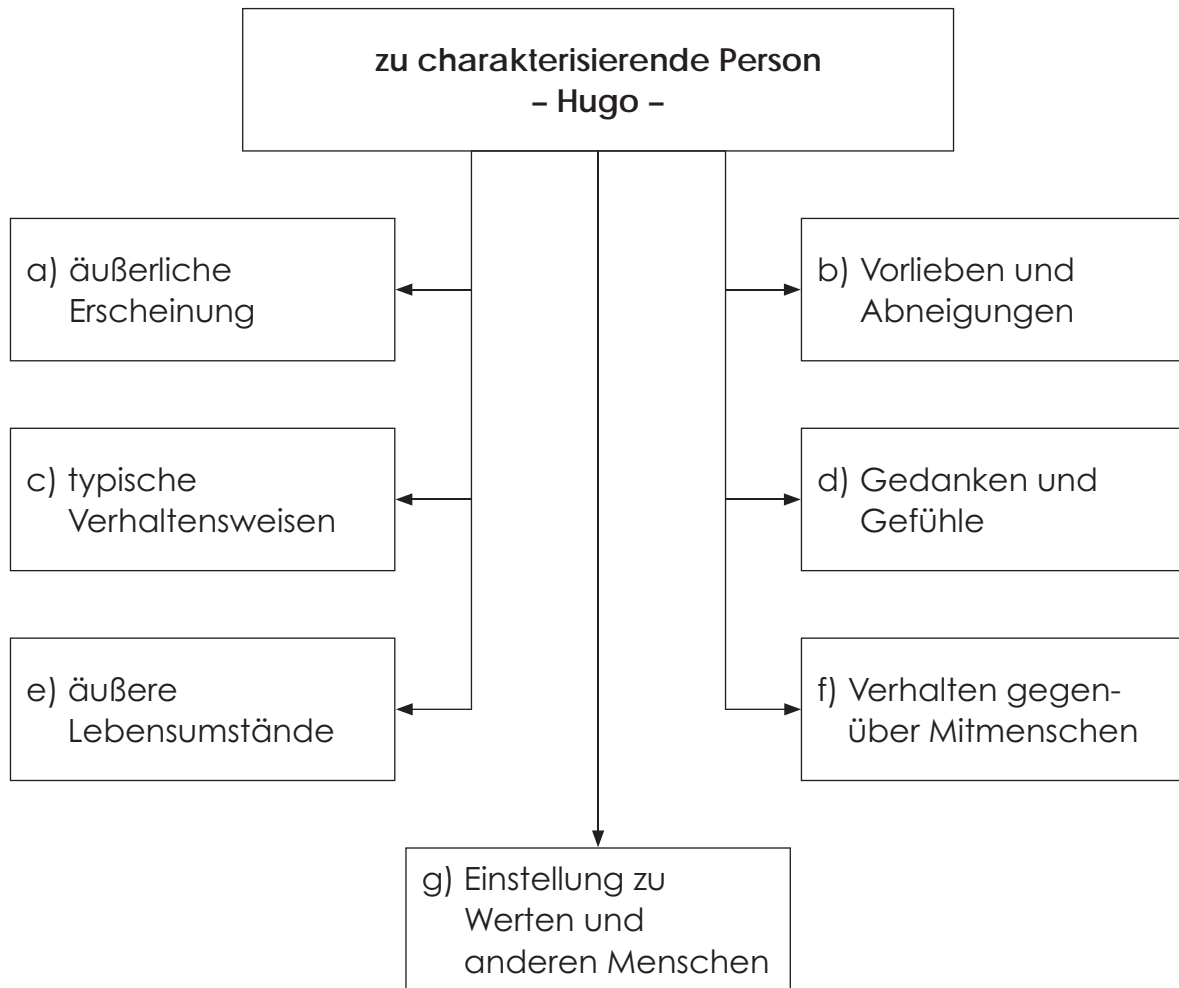 zu charakterisierende Person
– Hugo –
a) äußerliche
Erscheinung
b) Vorlieben und
Abneigungen
c) typische
Verhaltensweisen
d) Gedanken und
Gefühle
e) äußere
Lebensumstände
f) Verhalten gegen-
über Mitmenschen
g) Einstellung zu
Werten und
anderen Menschen